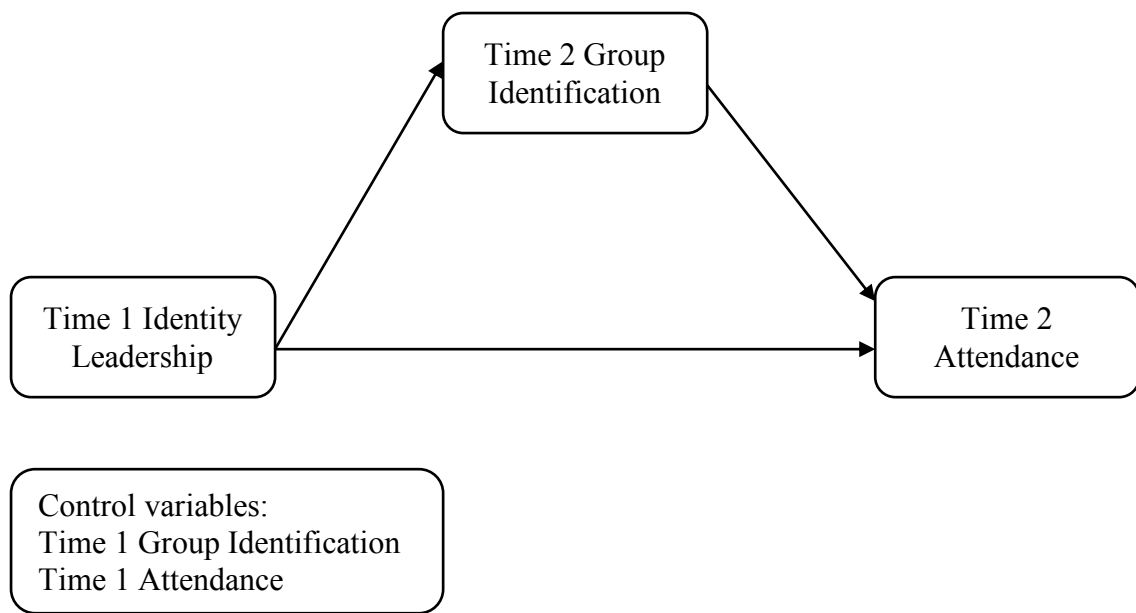 Time 2 Group
Identification
Time 1 Identity
Leadership
Time 2
Attendance
Control variables:
Time 1 Group Identification
Time 1 Attendance